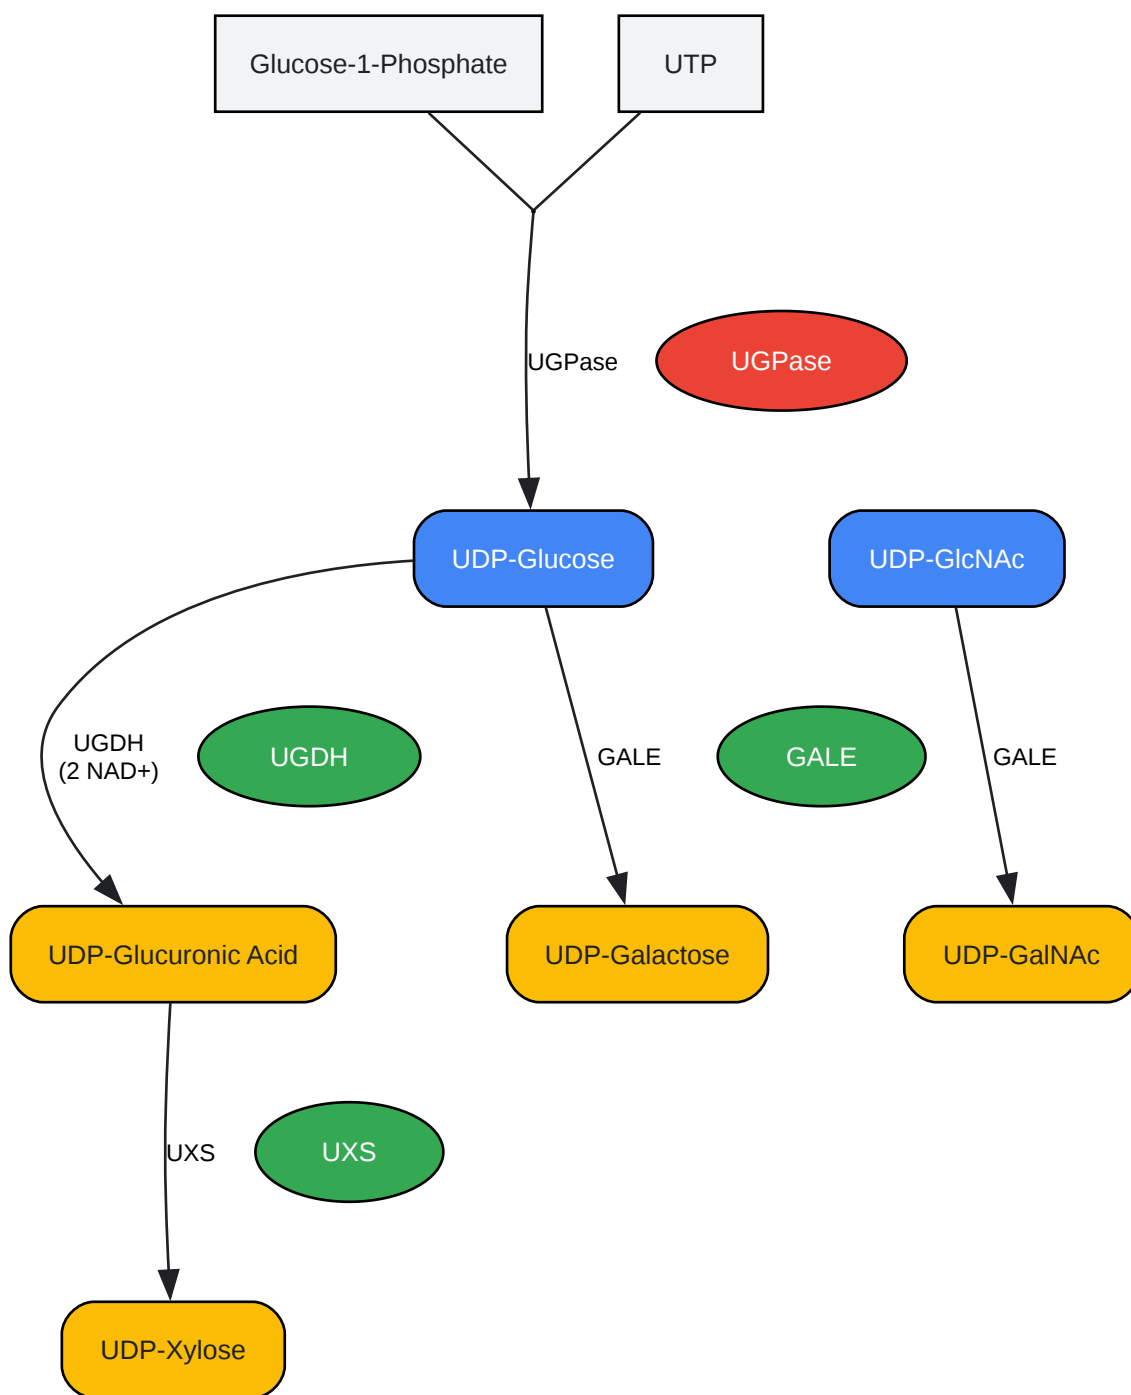 Glucose-1-Phosphate
UTP
UGPase
UGPase
UDP-Glucose
UDP-GlcNAc
UGDH
(2 NAD+)
UGDH
GALE
GALE
GALE
UDP-Glucuronic Acid
UDP-Galactose
UDP-GalNAc
UXS
UXS
UDP-Xylose